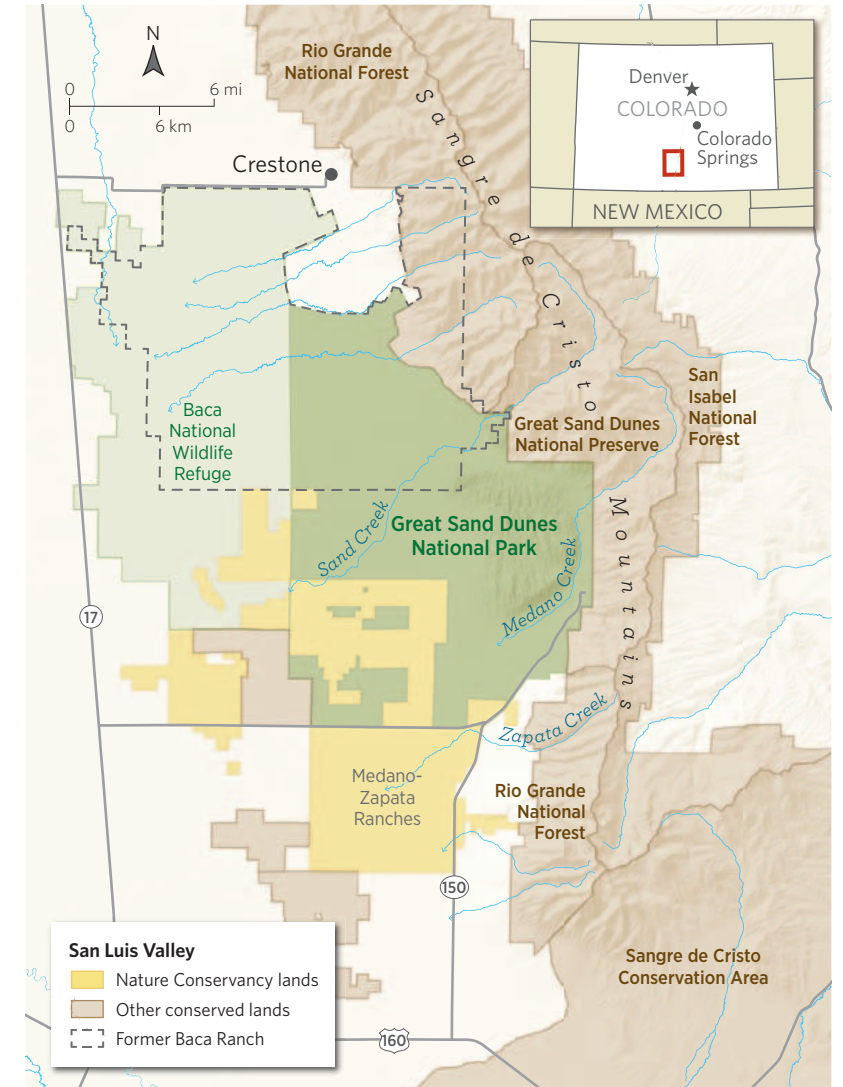 N
0
6 mi
0
6 km
Rio Grande
National Forest
Denver
COLORADO
Colorado
Springs
NEW MEXICO
Crestone
Sangre de Cristo Mountains
San
Isabel
National
Forest
Baca
National
Wildlife
Refuge
Great Sand Dunes
National Preserve
Great Sand Dunes
National Park
Sand Creek
Medano Creek
17
Zapata Creek
Medano-
Zapata
Ranches
Rio Grande
National
Forest
150
Sangre de Cristo
Conservation Area
San Luis Valley
Nature Conservancy lands
Other conserved lands
Former Baca Ranch
160